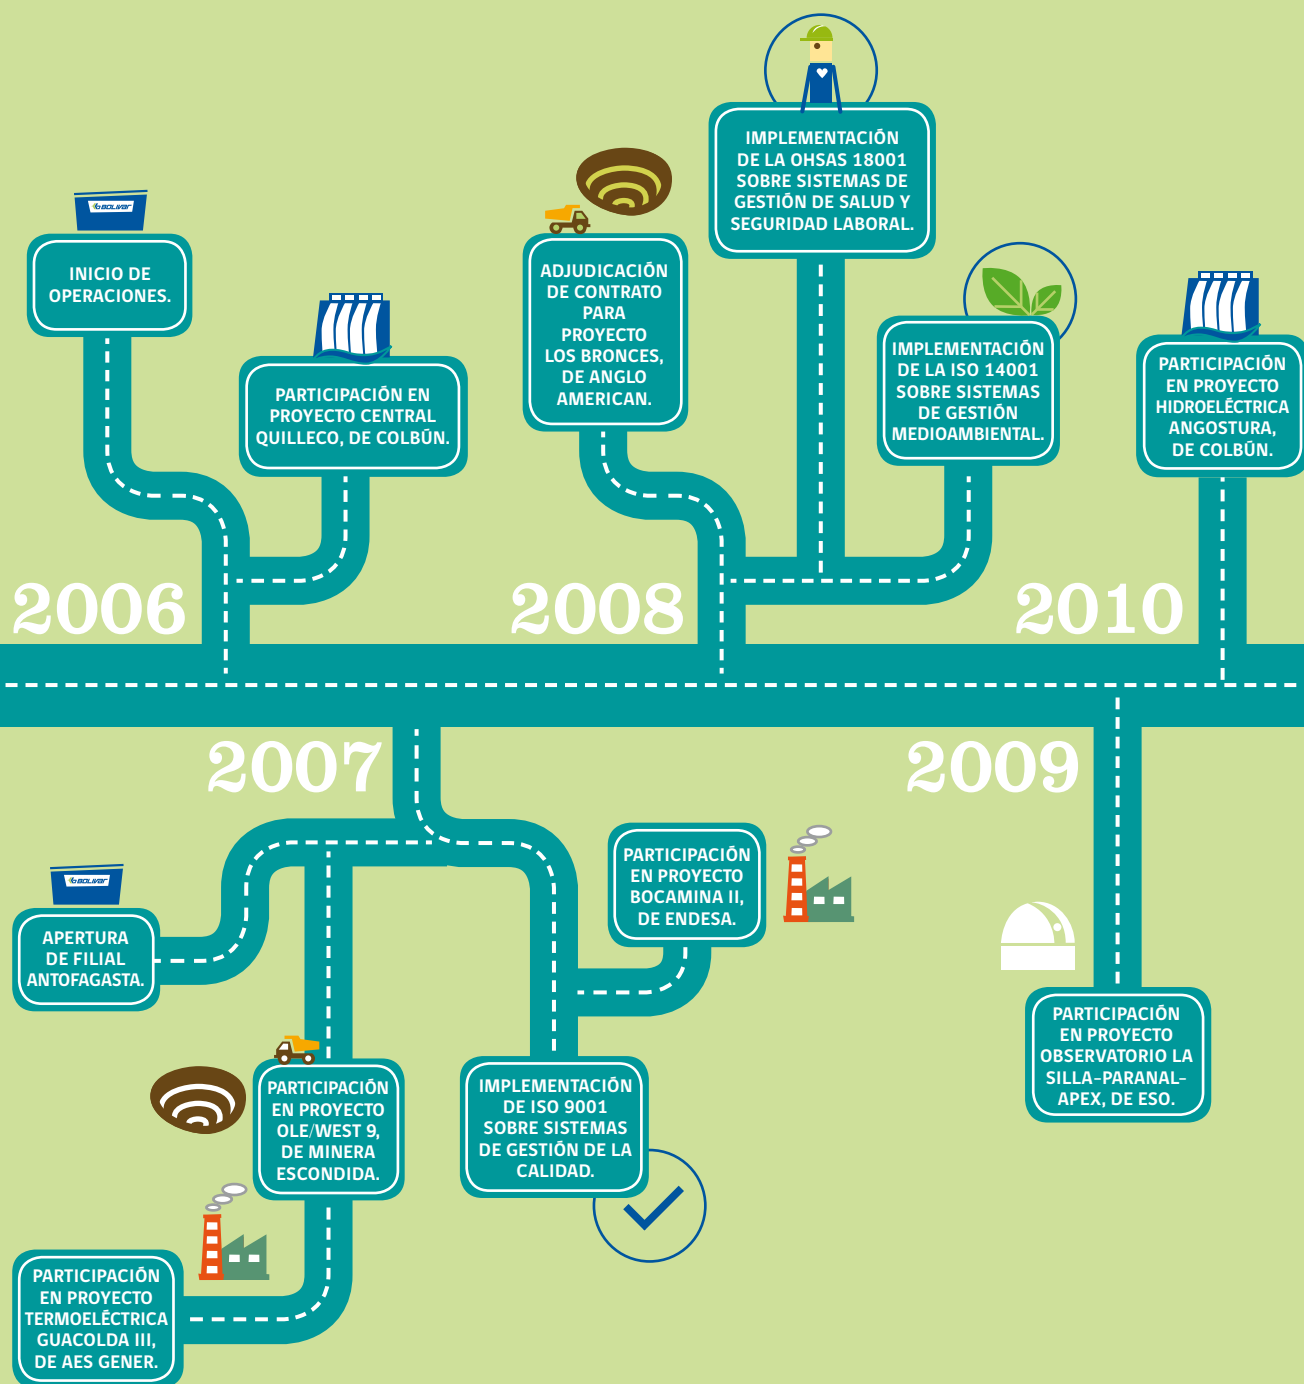 BOLIVAR
INICIO DE
OPERACIONES.
PARTICIPACIÓN EN
PROYECTO CENTRAL
QUILLECO, DE COLBÚN.
2006
ADJUDICACIÓN
DE CONTRATO
PARA
PROYECTO
LOS BRONCES,
DE ANGLO
AMERICAN.
IMPLEMENTACIÓN
DE LA OHSAS 18001
SOBRE SISTEMAS DE
GESTIÓN DE SALUD Y
SEGURIDAD LABORAL.
IMPLEMENTACIÓN
DE LA ISO 14001
SOBRE SISTEMAS
DE GESTIÓN
MEDIOAMBIENTAL.
2008
PARTICIPACIÓN
EN PROYECTO
HIDROELÉCTRICA
ANGOSTURA,
DE COLBÚN.
2010
2007
BOLIVAR
APERTURA
DE FILIAL
ANTOFAGASTA.
PARTICIPACIÓN
EN PROYECTO
OLE/WEST 9,
DE MINERA
ESCONDIDA.
PARTICIPACIÓN
EN PROYECTO
TERMOELÉCTRICA
GUACOLDA III,
DE AES GENER.
IMPLEMENTACIÓN
DE ISO 9001
SOBRE SISTEMAS
DE GESTIÓN DE LA
CALIDAD.
PARTICIPACIÓN
EN PROYECTO
BOCAMINA II,
DE ENDESA.
2009
PARTICIPACIÓN
EN PROYECTO
OBSERVATORIO LA
SILLA-PARANAL-
APEX, DE ESO.